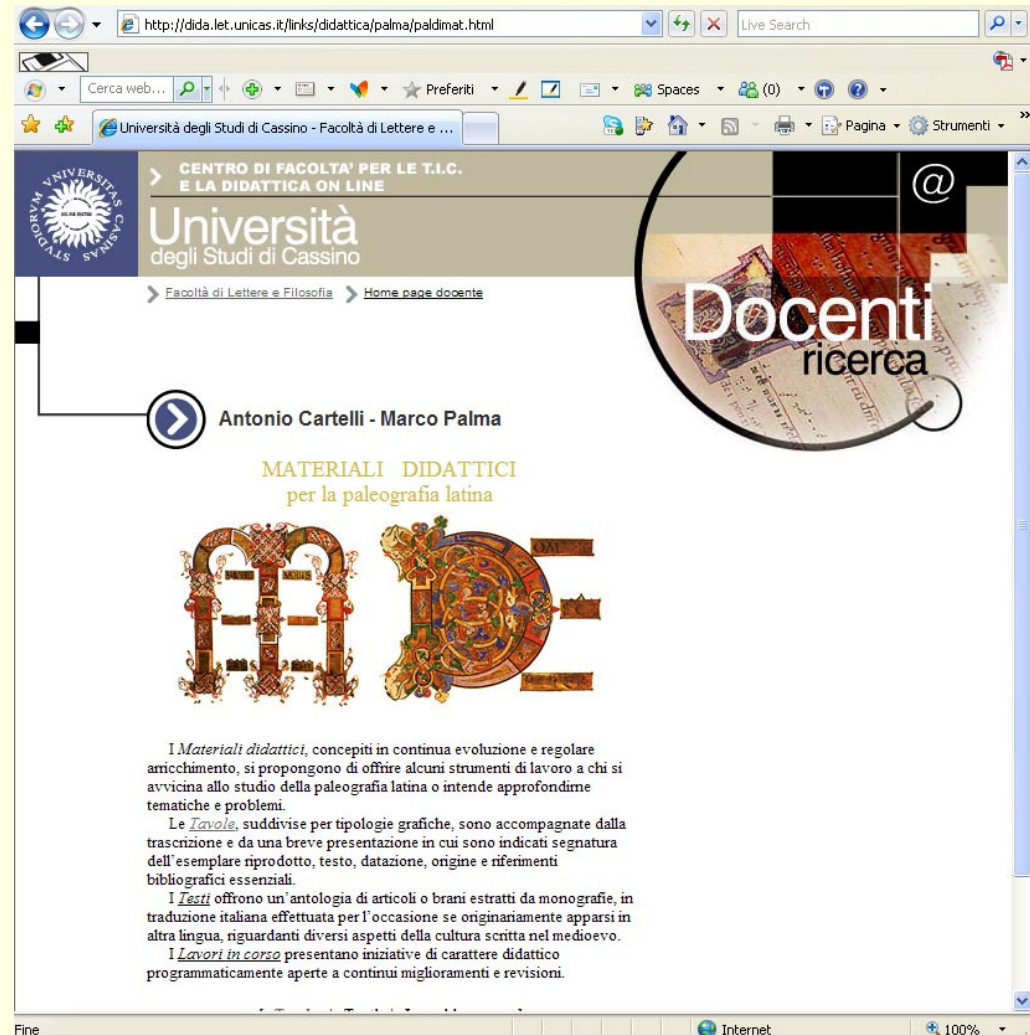 http://dida.let.unicas.it/links/didattica/palma/paldimat.html
Live Search
Cerca web...
Preferiti
Spaces
(0)
Università degli Studi di Cassino - Facoltà di Lettere e ...
Pagina
Strumenti
STVDIORVM VNIVERSITAS CASINAS
CENTRO DI FACOLTA' PER LE T.I.C.
E LA DIDATTICA ON LINE
Università
degli Studi di Cassino
@
Facoltà di Lettere e Filosofia
Home page docente
Docenti
ricerca
Antonio Cartelli - Marco Palma
MATERIALI DIDATTICI
per la paleografia latina
I Materiali didattici, concepiti in continua evoluzione e regolare
arricchimento, si propongono di offrire alcuni strumenti di lavoro a chi si
avvicina allo studio della paleografia latina o intende approfondirne
tematiche e problemi.
Le Tavole, suddivise per tipologie grafiche, sono accompagnate dalla
trascrizione e da una breve presentazione in cui sono indicati segnatura
dell'esemplare riprodotto, testo, datazione, origine e riferimenti
bibliografici essenziali.
I Testi offrono un'antologia di articoli o brani estratti da monografie, in
traduzione italiana effettuata per l'occasione se originariamente apparsi in
altra lingua, riguardanti diversi aspetti della cultura scritta nel medioevo.
I Lavori in corso presentano iniziative di carattere didattico
programmaticamente aperte a continui miglioramenti e revisioni.
Fine
Internet
100%